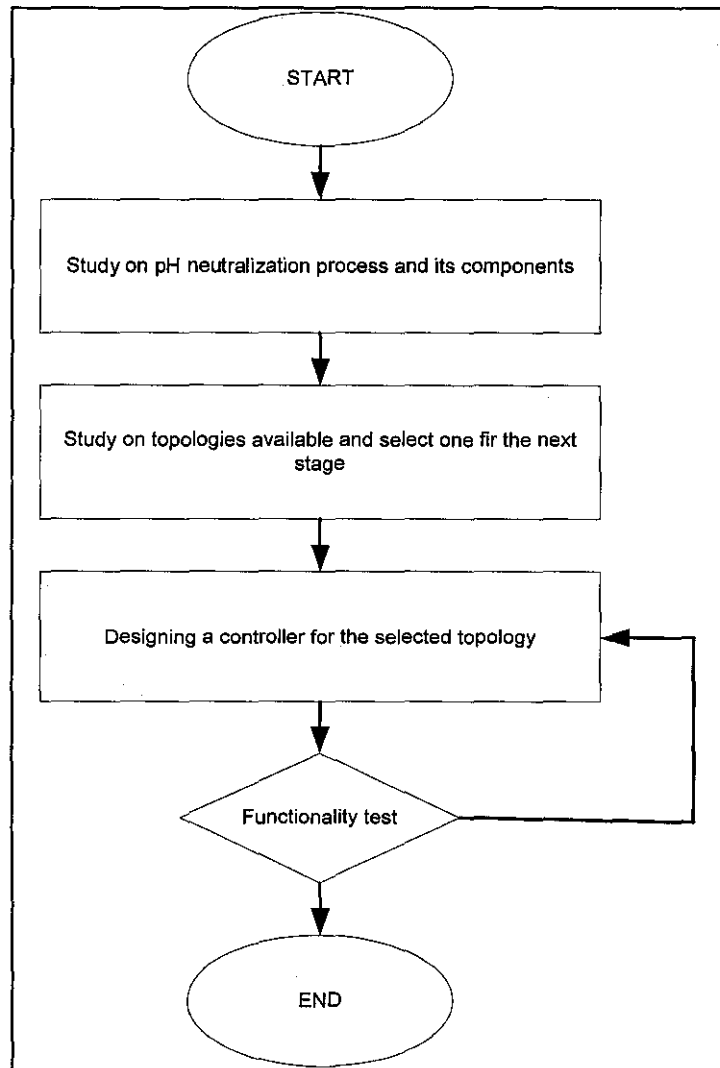 START
Study on pH neutralization process and its components
Study on topologies available and select one fir the next
stage
Designing a controller for the selected topology
Functionality test
END